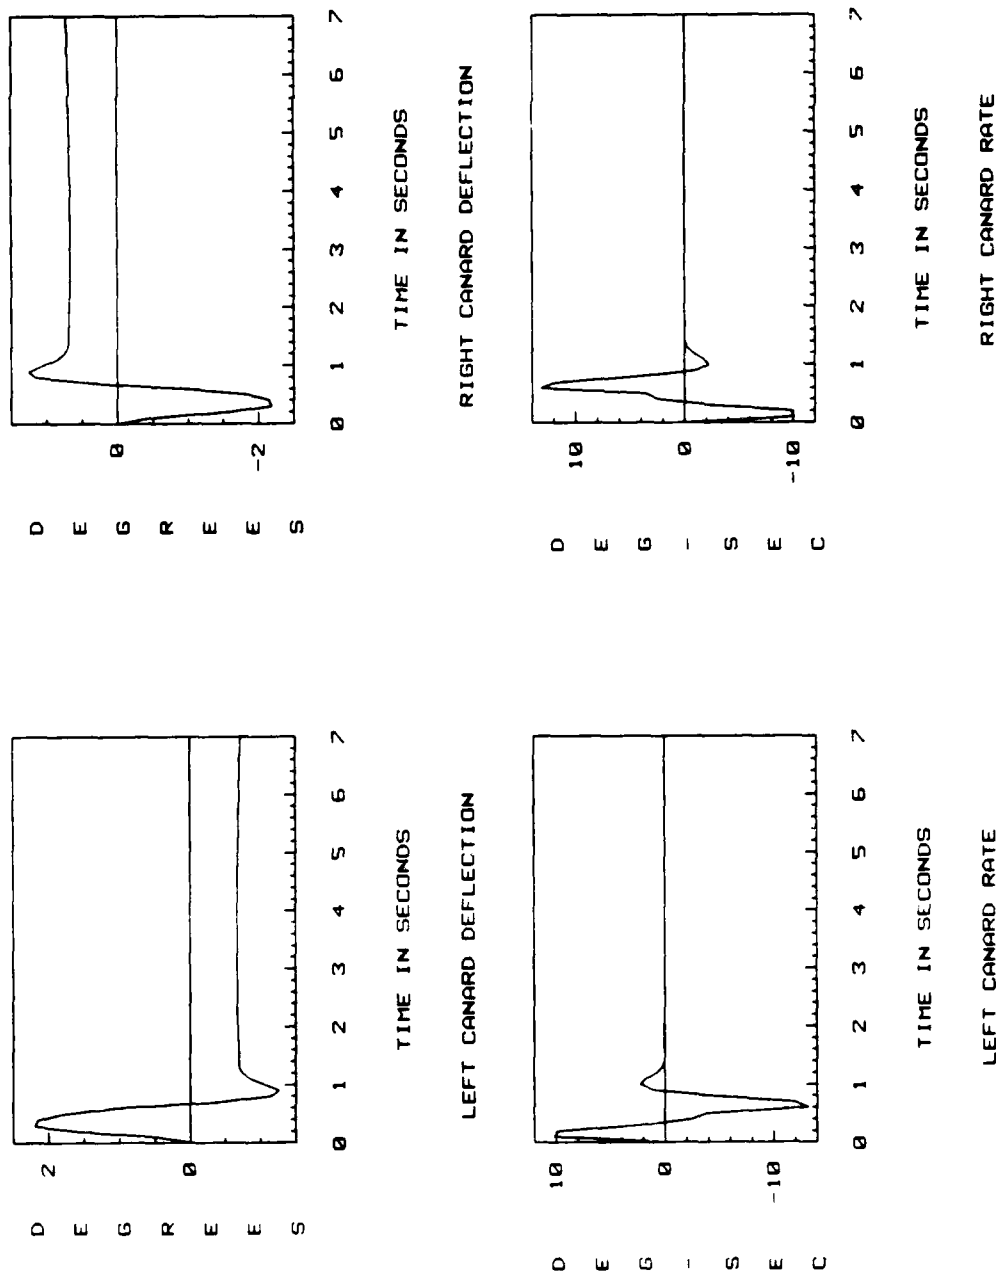 D E G R E E S
2
0
0 1 2 3 4 5 6 7
TIME IN SECONDS
LEFT CANARD DEFLECTION
D E G R E E S
0
-2
0 1 2 3 4 5 6 7
TIME IN SECONDS
RIGHT CANARD DEFLECTION
D E G - S E C
10
0
-10
0 1 2 3 4 5 6 7
TIME IN SECONDS
LEFT CANARD RATE
D E G - S E C
10
0
-10
0 1 2 3 4 5 6 7
TIME IN SECONDS
RIGHT CANARD RATE